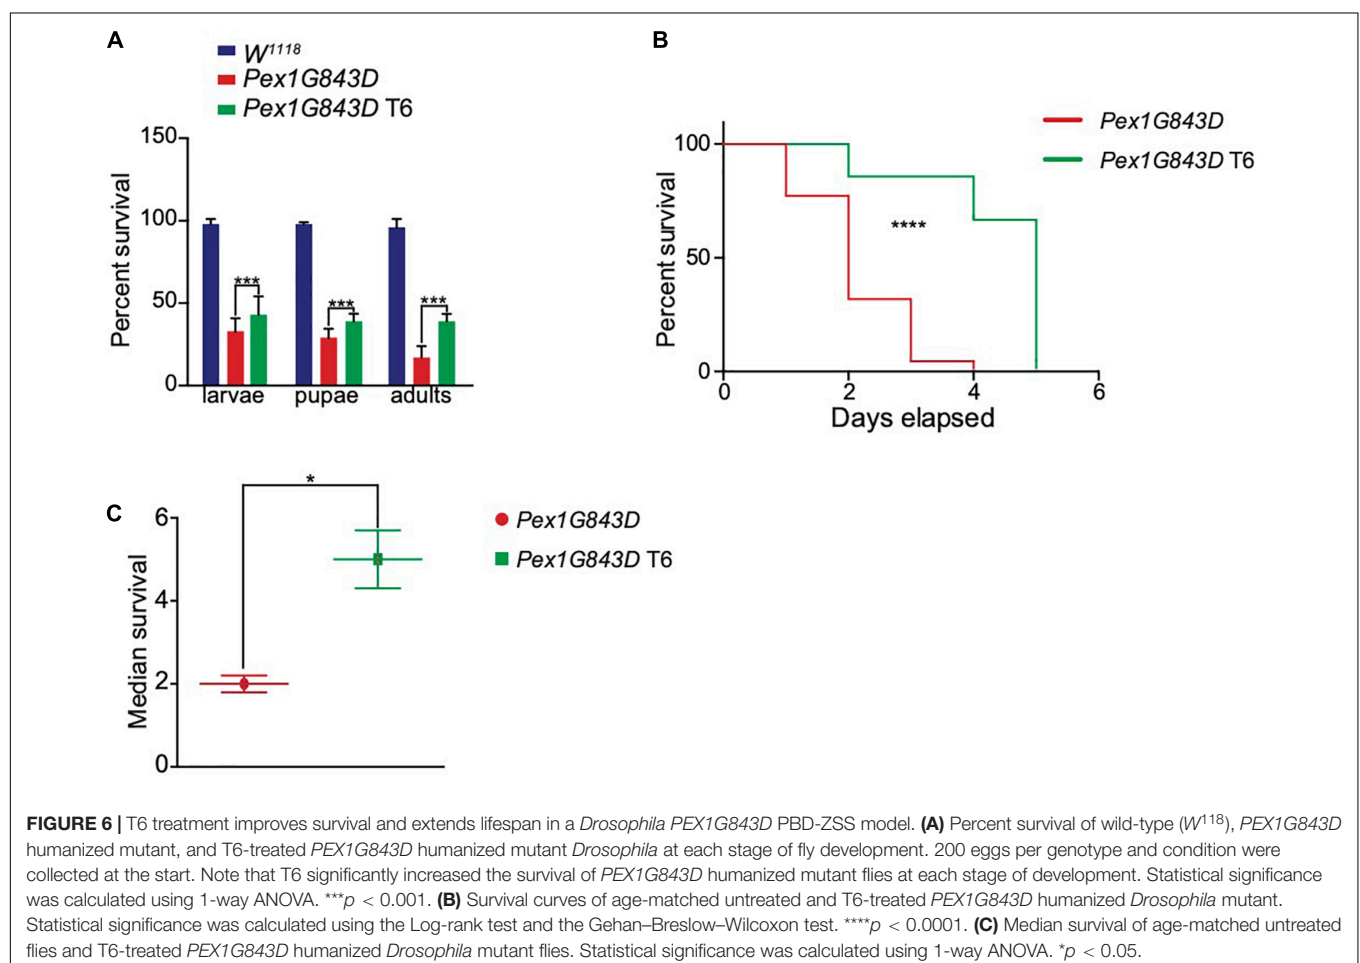 A
W1118
Pex1G843D
Pex1G843D T6
150
100
50
0
Percent survival
***
***
***
larvae
pupae
adults
B
Pex1G843D
Pex1G843D T6
100
50
0
Percent survival
****
0
2
4
6
Days elapsed
C
*
6
4
2
0
Median survival
Pex1G843D
Pex1G843D T6
FIGURE 6 | T6 treatment improves survival and extends lifespan in a Drosophila PEX1G843D PBD-ZSS model. (A) Percent survival of wild-type (W118), PEX1G843D
humanized mutant, and T6-treated PEX1G843D humanized mutant Drosophila at each stage of fly development. 200 eggs per genotype and condition were
collected at the start. Note that T6 significantly increased the survival of PEX1G843D humanized mutant flies at each stage of development. Statistical significance
was calculated using 1-way ANOVA. ***p < 0.001. (B) Survival curves of age-matched untreated and T6-treated PEX1G843D humanized Drosophila mutant.
Statistical significance was calculated using the Log-rank test and the Gehan–Breslow–Wilcoxon test. ****p < 0.0001. (C) Median survival of age-matched untreated
flies and T6-treated PEX1G843D humanized Drosophila mutant flies. Statistical significance was calculated using 1-way ANOVA. *p < 0.05.